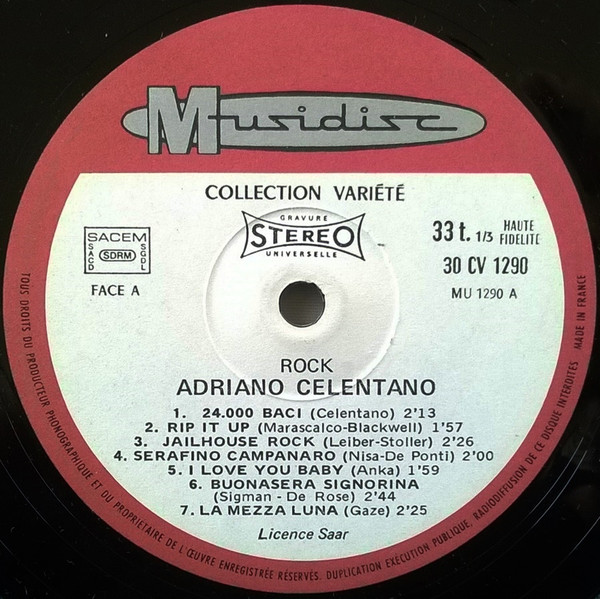 Musidisc
COLLECTION VARIÉTÉ
GRAVURE
STEREO
UNIVERSELLE
SACEM
SACD
SDRM
SGDL
FACE A
33 t. 1/3 HAUTE FIDELITE
30 CV 1290
MU 1290 A
ROCK
ADRIANO CELENTANO
1. 24.000 BACI (Celentano) 2'13
2. RIP IT UP (Marascalco-Blackwell) 1'57
3. JAILHOUSE ROCK (Leiber-Stoller) 2'26
4. SERAFINO CAMPANARO (Nisa-De Ponti) 2'00
5. I LOVE YOU BABY (Anka) 1'59
6. BUONASERA SIGNORINA
(Sigman - De Rose) 2'44
7. LA MEZZA LUNA (Gaze) 2'25
Licence Saar
TOUS DROITS DU PRODUCTEUR PHONOGRAPHIQUE ET DU PROPRIETAIRE DE L'ŒUVRE ENREGISTRÉE RÉSERVÉS. DUPLICATION EXÉCUTION PUBLIQUE, RADIODIFFUSION DE CE DISQUE INTERDITES MADE IN FRANCE